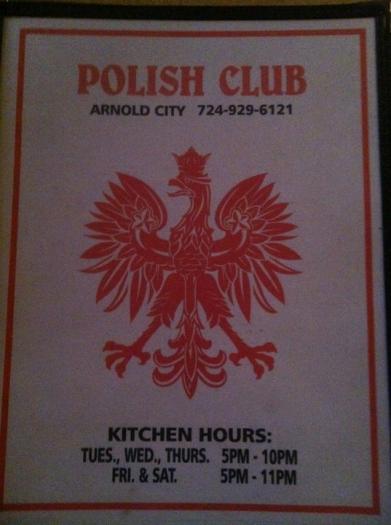 POLISH CLUB
ARNOLD CITY 724-929-6121
KITCHEN HOURS:
TUES., WED., THURS. 5PM - 10PM
FRI. & SAT. 5PM - 11PM